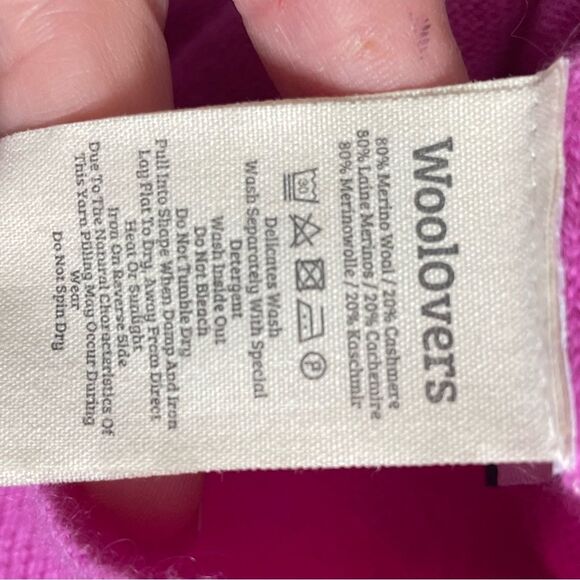 Woolovers
80% Merino Wool / 20% Cashmere
80% Laine Merinos / 20% Cachemire
80% Merinowolle / 20% Kaschmir
30
P
Delicates Wash
Wash Separately With Special
Detergent
Wash Inside Out
Do Not Bleach
Do Not Tumble Dry
Pull Into Shape When Damp And Iron
Lay Flat To Dry, Away From Direct
Heat Or Sunlight
Iron On Reverse Side
Due To The Natural Characteristics Of
This Yarn Pilling May Occur During
Wear
Do Not Spin Dry